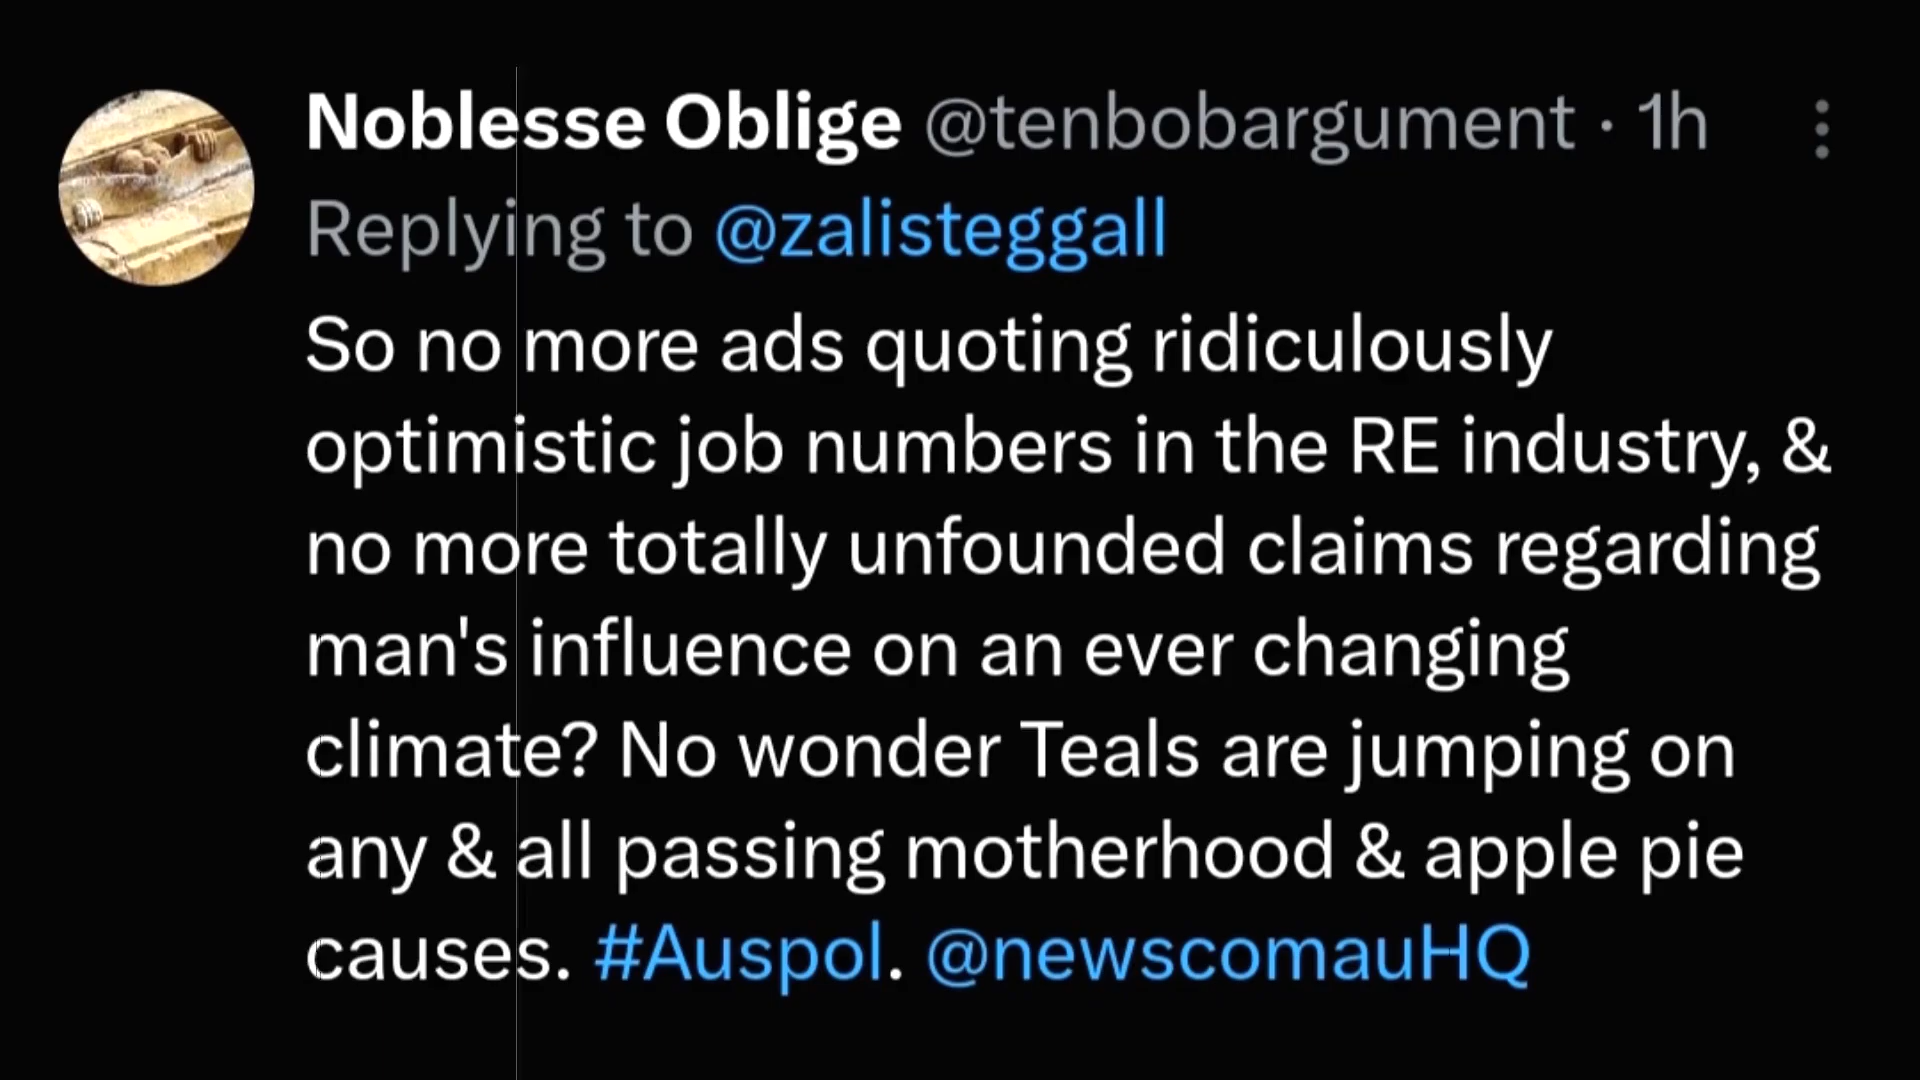 Noblesse Oblige @tenbobargument · 1h
Replying to @zalisteggall
So no more ads quoting ridiculously
optimistic job numbers in the RE industry, &
no more totally unfounded claims regarding
man's influence on an ever changing
climate? No wonder Teals are jumping on
any & all passing motherhood & apple pie
causes. #Auspol. @newscomauHQ